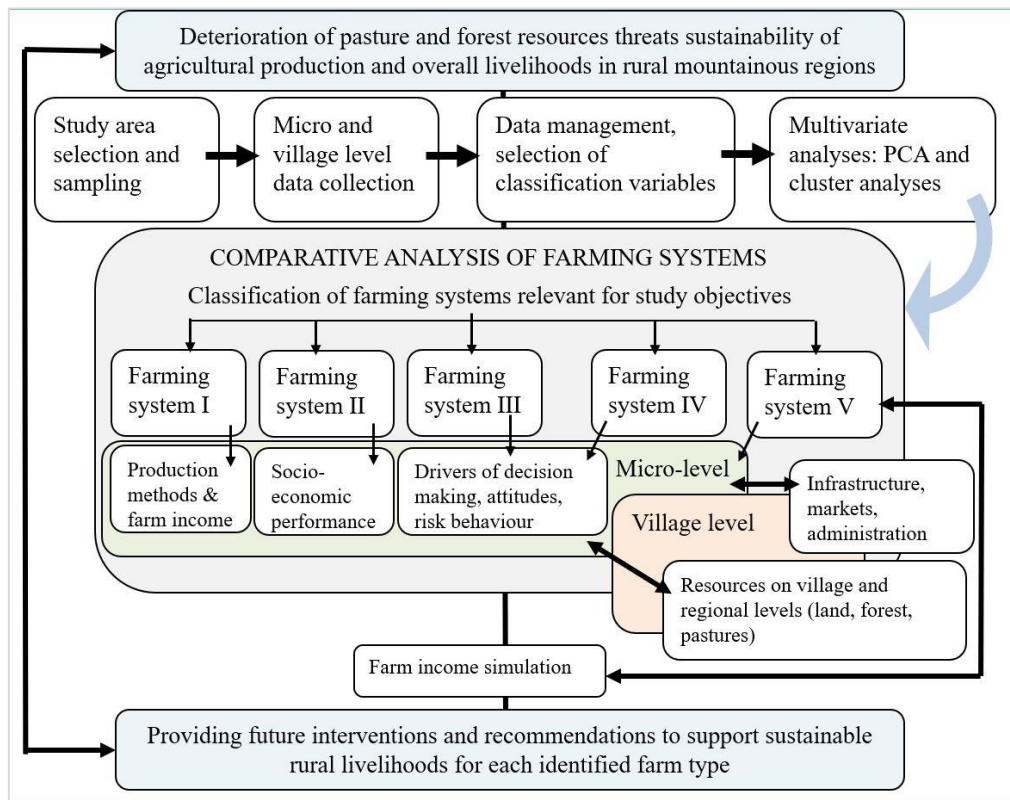 Deterioration of pasture and forest resources threats sustainability of
agricultural production and overall livelihoods in rural mountainous regions
Study area
selection and
sampling
Micro and
village level
data collection
Data management,
selection of
classification variables
Multivariate
analyses: PCA and
cluster analyses
COMPARATIVE ANALYSIS OF FARMING SYSTEMS
Classification of farming systems relevant for study objectives
Farming
system I
Farming
system II
Farming
system III
Farming
system IV
Farming
system V
Production
methods &
farm income
Socio-
economic
performance
Drivers of decision
making, attitudes,
risk behaviour
Micro-level
Infrastructure,
markets,
administration
Village level
Resources on village and
regional levels (land, forest,
pastures)
Farm income simulation
Providing future interventions and recommendations to support sustainable
rural livelihoods for each identified farm type